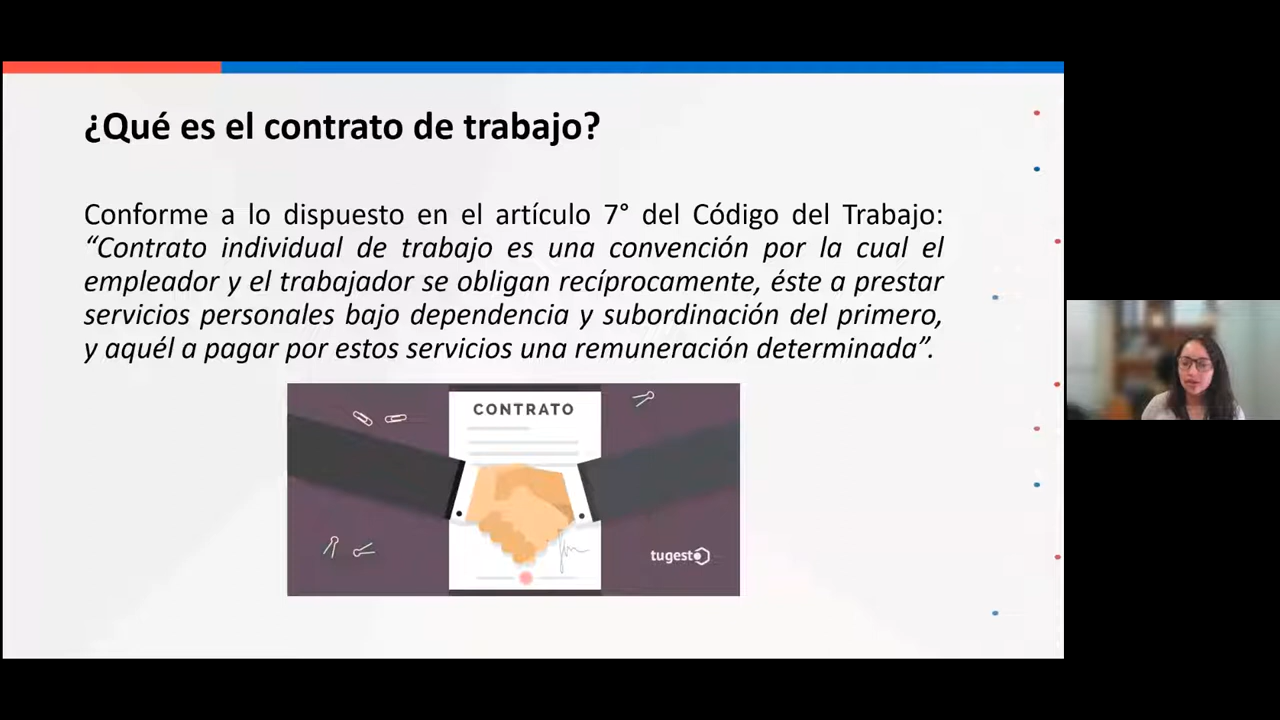 ¿Qué es el contrato de trabajo?
Conforme a lo dispuesto en el artículo 7° del Código del Trabajo:
“Contrato individual de trabajo es una convención por la cual el
empleador y el trabajador se obligan recíprocamente, éste a prestar
servicios personales bajo dependencia y subordinación del primero,
y aquél a pagar por estos servicios una remuneración determinada”.
CONTRATO
tugesto